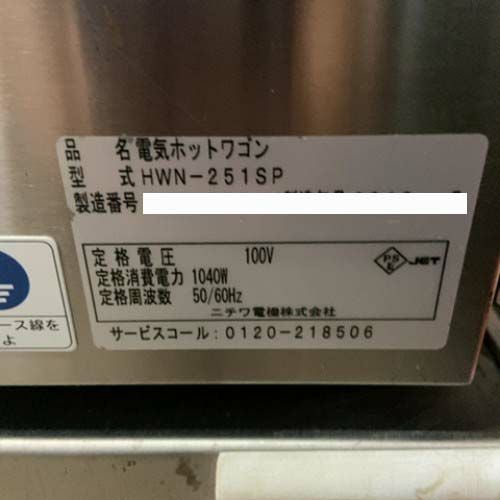 品 名 電気ホットワゴン
型 式 HWN-251SP
製造番号
定格電圧 100V
定格消費電力 1040W
定格周波数 50/60Hz
PS E JET
ニチワ電機株式会社
サービスコール:0120-218506
ース線を
よ